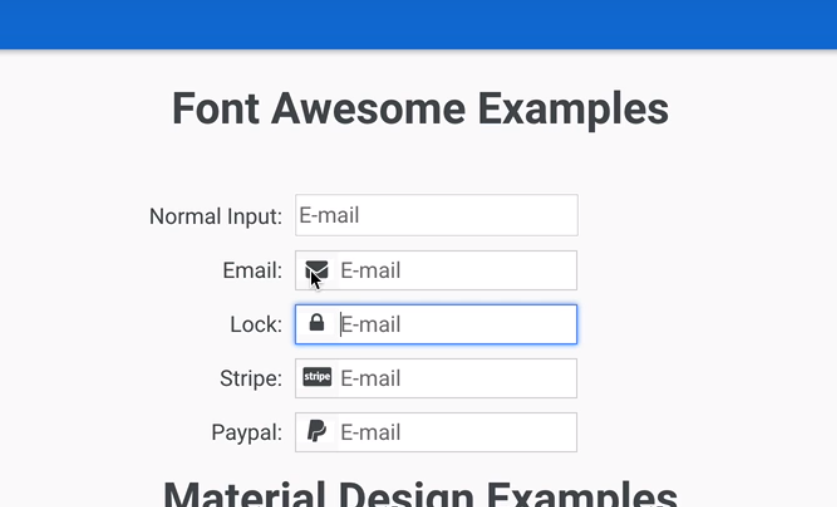 Font Awesome Examples
Normal Input: E-mail
Email: E-mail
Lock: E-mail
Stripe: stripe E-mail
Paypal: E-mail
Material Design Examples